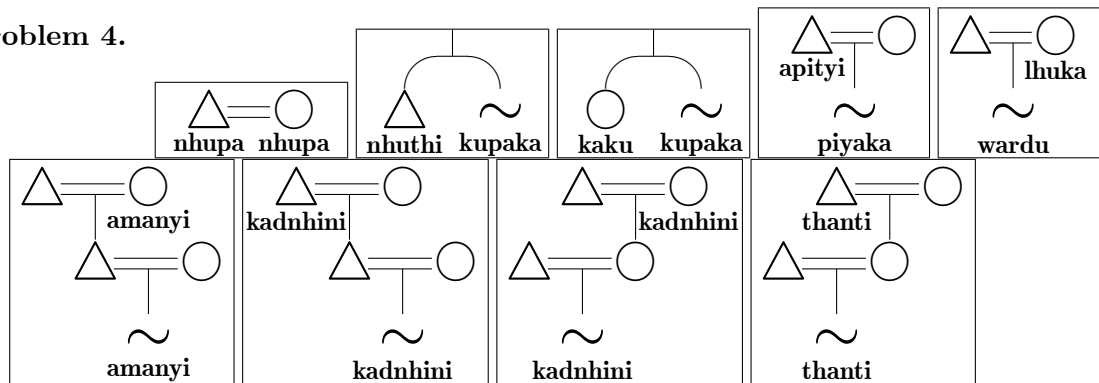 roblem 4.
apityi lhuka
nhupa nhupa nhuthi kupaka kaku kupaka piyaka wardu
amanyi kadnhini kadnhini thanti
amanyi kadnhini kadnhini thanti